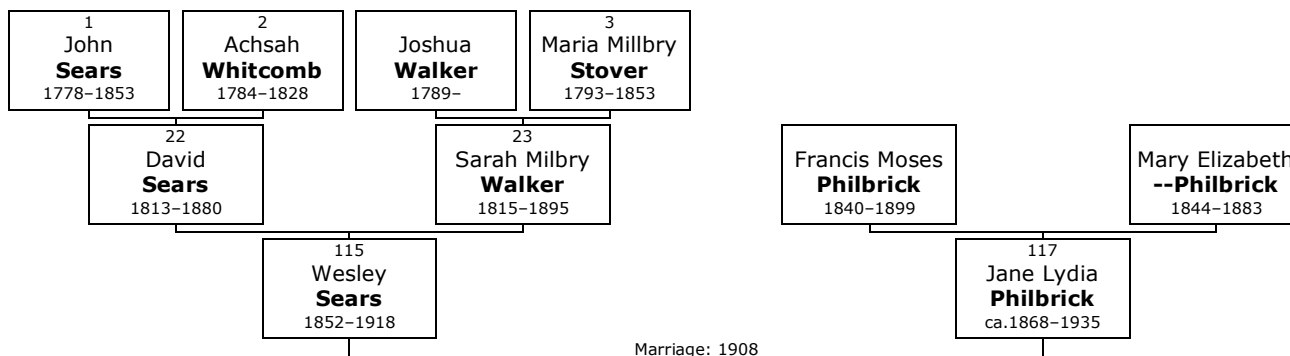 1
John
Sears
1778–1853
2
Achsah
Whitcomb
1784–1828
Joshua
Walker
1789–
3
Maria Millbry
Stover
1793–1853
22
David
Sears
1813–1880
23
Sarah Milbry
Walker
1815–1895
Francis Moses
Philbrick
1840–1899
Mary Elizabeth
--Philbrick
1844–1883
115
Wesley
Sears
1852–1918
117
Jane Lydia
Philbrick
ca.1868–1935
Marriage: 1908